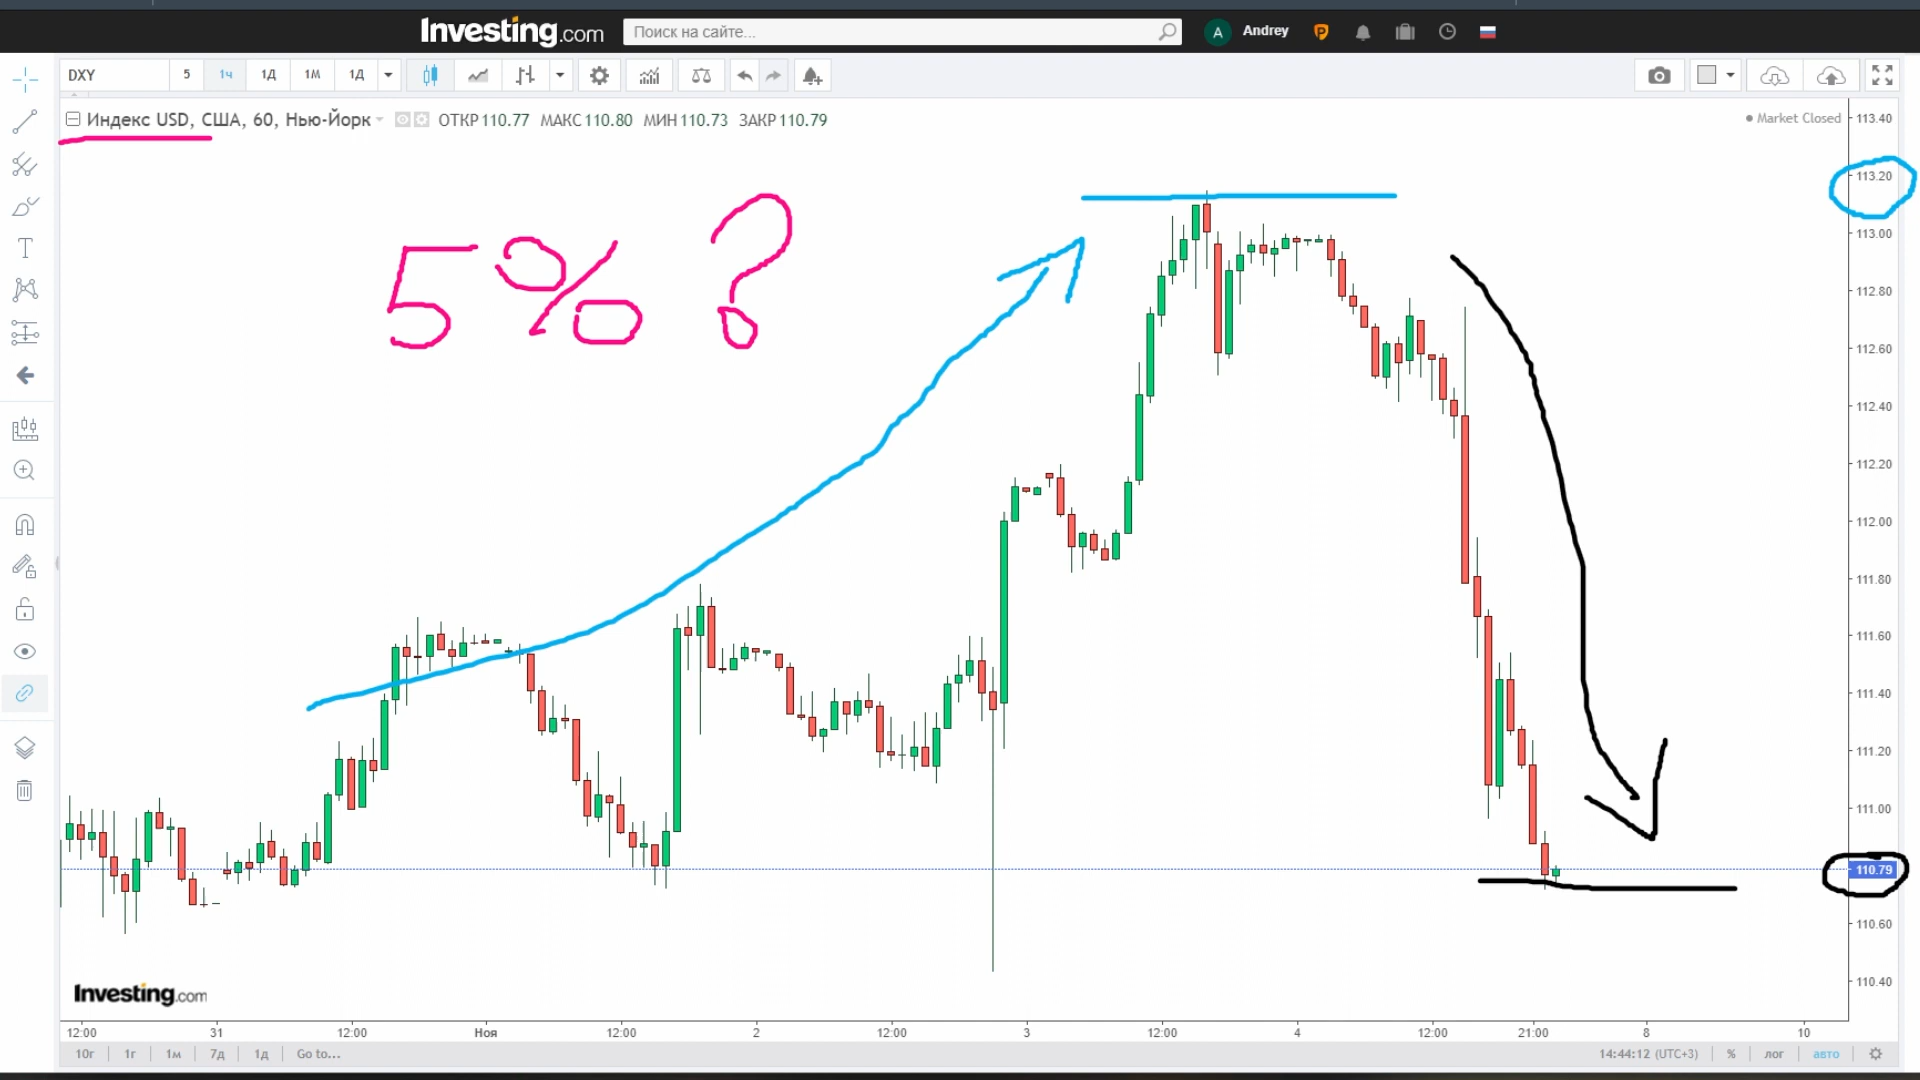 Investing.com
Поиск на сайте...
A
Andrey
P
DXY
5
1ч
1Д
1М
1Д
Индекс USD, США, 60, Нью-Йорк
ОТКР 110.77 МАКС 110.80 МИН 110.73 ЗАКР 110.79
Market Closed
113.40
113.20
113.00
112.80
112.60
112.40
112.20
112.00
111.80
111.60
111.40
111.20
111.00
110.79
110.60
110.40
5% ?
T
Investing.com
12:00 31 12:00 Ноя 12:00 2 12:00 3 12:00 4 12:00 21:00 8 10
10г 1г 1м 7д 1д Go to...
14:44:12 (UTC+3) % лог авто